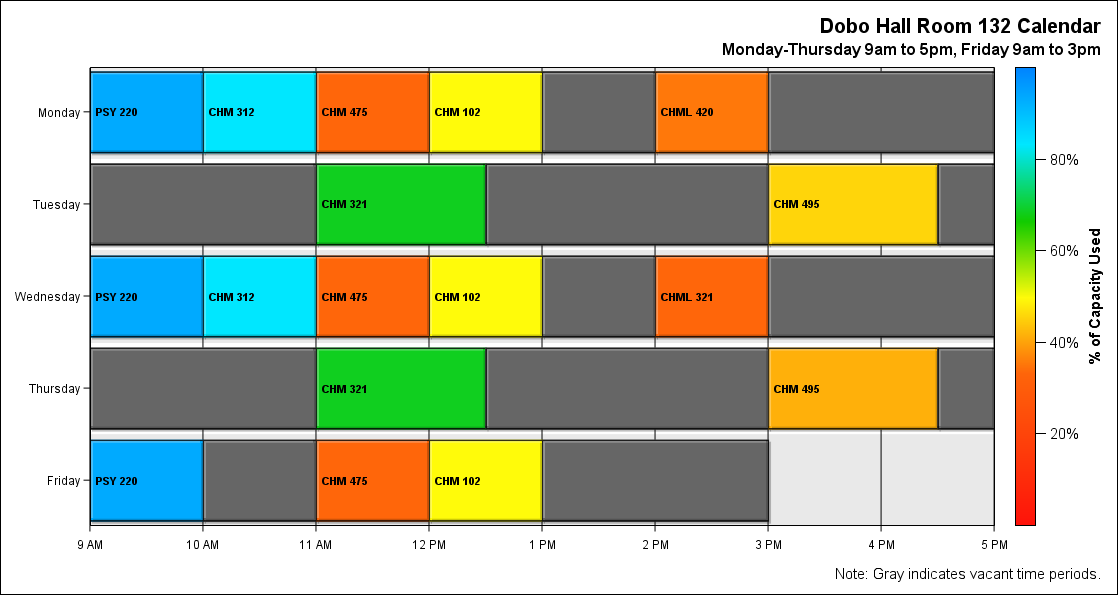 Dobo Hall Room 132 Calendar
Monday-Thursday 9am to 5pm, Friday 9am to 3pm
Monday
PSY 220
CHM 312
CHM 475
CHM 102
CHML 420
Tuesday
CHM 321
CHM 495
Wednesday
PSY 220
CHM 312
CHM 475
CHM 102
CHML 321
Thursday
CHM 321
CHM 495
Friday
PSY 220
CHM 475
CHM 102
9 AM
10 AM
11 AM
12 PM
1 PM
2 PM
3 PM
4 PM
5 PM
80%
60%
40%
20%
% of Capacity Used
Note: Gray indicates vacant time periods.